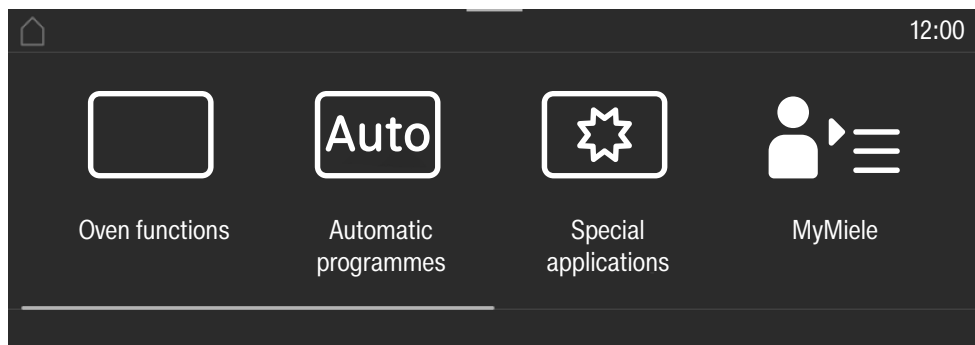 12:00
Auto
Oven functions
Automatic
programmes
Special
applications
MyMiele